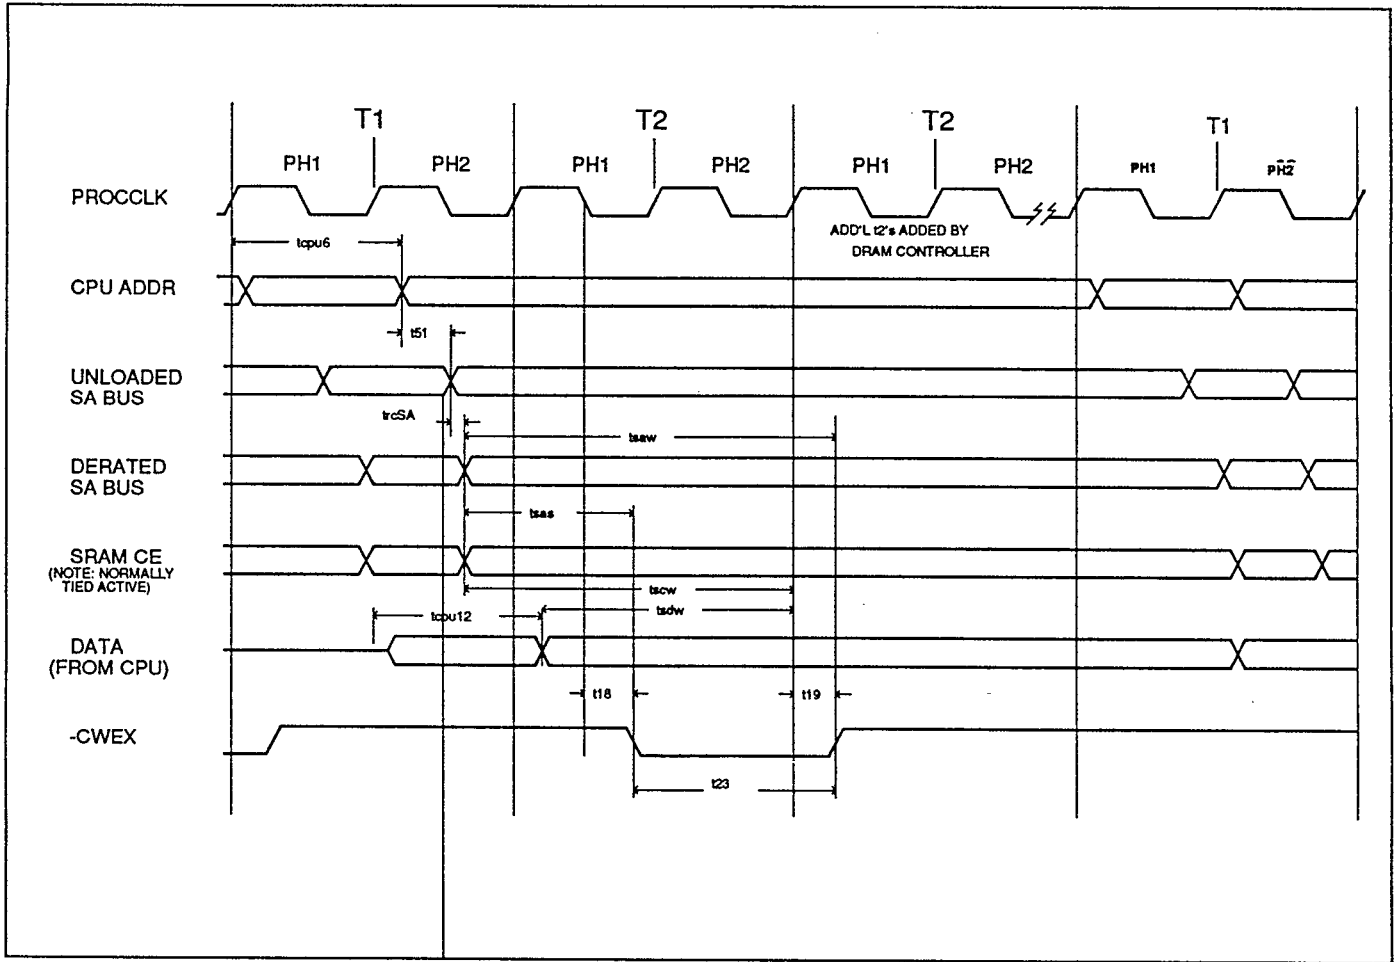 T1
T2
T2
T1
PH1
PH2
PH1
PH2
PH1
PH2
PH1
PH2
PROCCLK
ADD'L t2's ADDED BY
DRAM CONTROLLER
tcpu6
CPU ADDR
t51
UNLOADED
SA BUS
trcSA
tsaw
DERATED
SA BUS
tsas
SRAM CE
(NOTE: NORMALLY
TIED ACTIVE)
tscw
tcpu12
tsdw
DATA
(FROM CPU)
t18
t19
-CWEX
t23